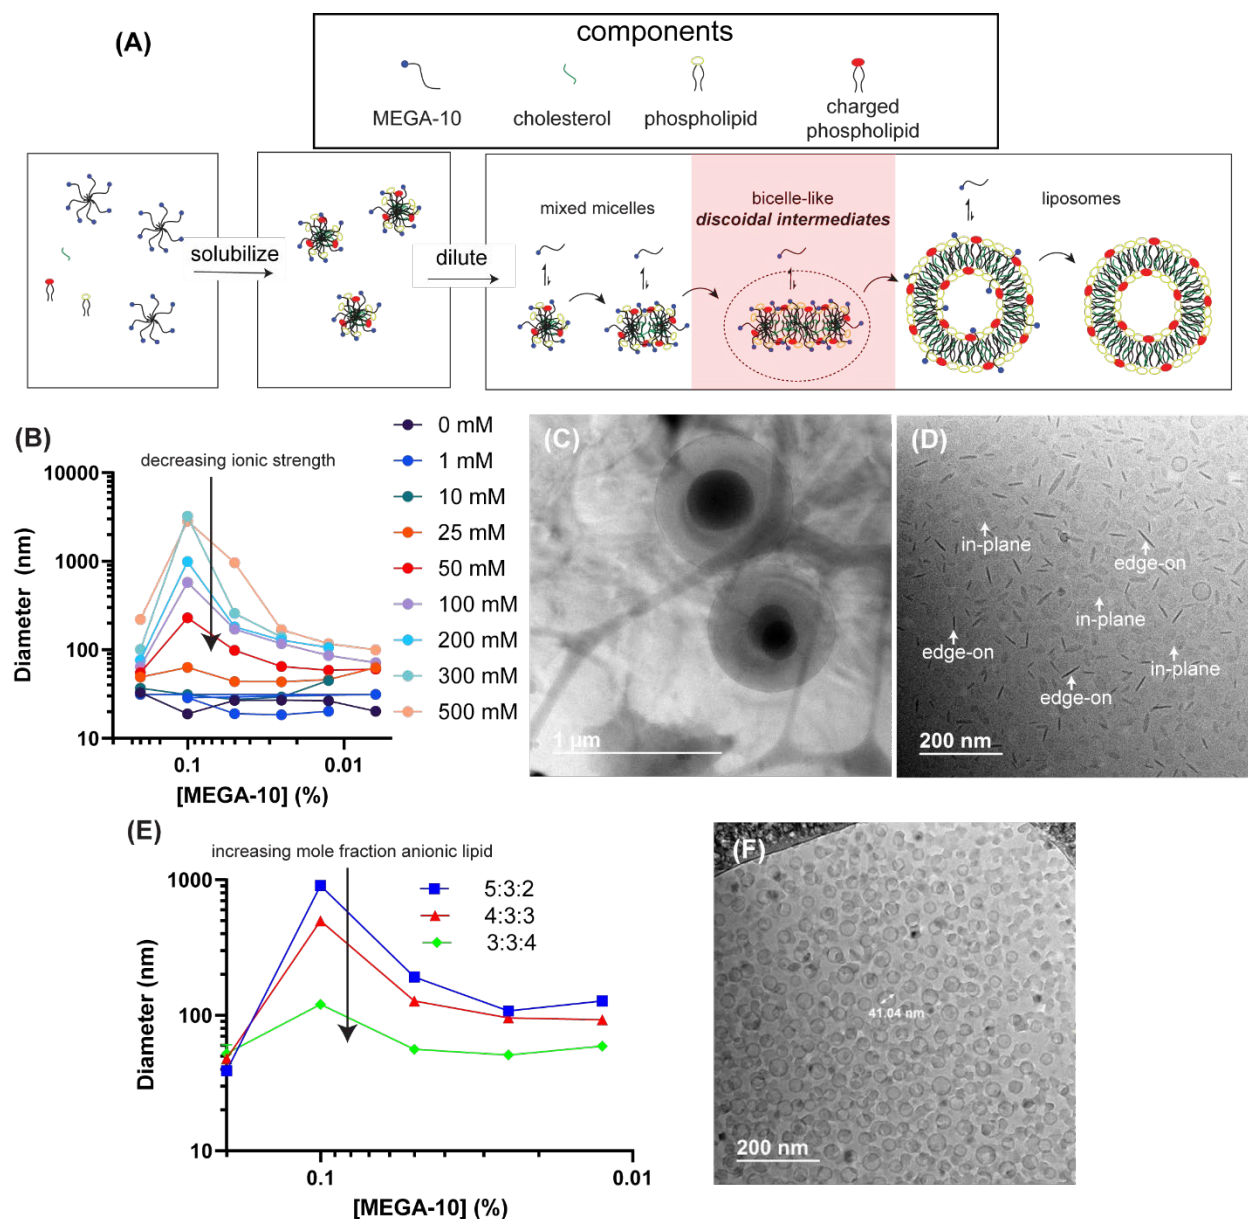 (A)
components
MEGA-10
cholesterol
phospholipid
charged
phospholipid
solubilize
dilute
mixed micelles
bicelle-like
discoidal intermediates
liposomes
(B)
decreasing ionic strength
10000
1000
100
10
Diameter (nm)
0.1
0.01
[MEGA-10] (%)
0 mM
1 mM
10 mM
25 mM
50 mM
100 mM
200 mM
300 mM
500 mM
(C)
1 µm
(D)
in-plane
edge-on
in-plane
edge-on
in-plane
edge-on
200 nm
(E)
increasing mole fraction anionic lipid
1000
100
10
Diameter (nm)
0.1
0.01
[MEGA-10] (%)
5:3:2
4:3:3
3:3:4
(F)
41.04 nm
200 nm